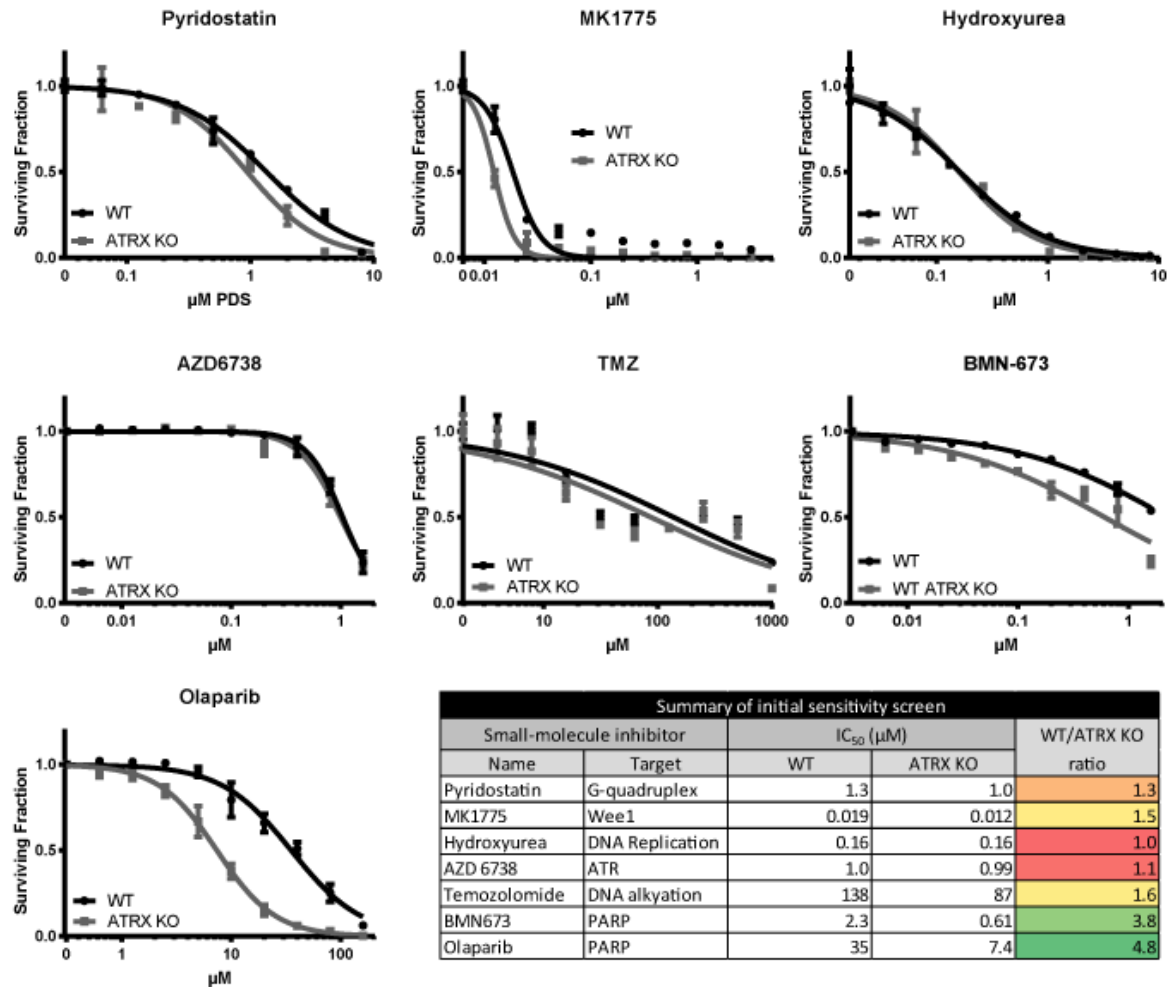 Pyridostatin
Surviving Fraction
1.0
0.5
0.0
WT
ATRX KO
0 0.1 1 10
µM PDS
MK1775
Surviving Fraction
1.0
0.5
0.0
WT
ATRX KO
0 0.01 0.1 1
µM
Hydroxyurea
Surviving Fraction
1.0
0.5
0.0
WT
ATRX KO
0 0.1 1 10
µM
AZD6738
Surviving Fraction
1.0
0.5
0.0
WT
ATRX KO
0 0.01 0.1 1
µM
TMZ
Surviving Fraction
1.0
0.5
0.0
WT
ATRX KO
0 10 100 1000
µM
BMN-673
Surviving Fraction
1.0
0.5
0.0
WT
WT ATRX KO
0 0.01 0.1 1
µM
Olaparib
Surviving Fraction
1.0
0.5
0.0
WT
ATRX KO
0 1 10 100
µM
Summary of initial sensitivity screen
Small-molecule inhibitor IC50 (µM) WT/ATRX KO
Name Target WT ATRX KO ratio
Pyridostatin G-quadruplex 1.3 1.0 1.3
MK1775 Wee1 0.019 0.012 1.5
Hydroxyurea DNA Replication 0.16 0.16 1.0
AZD 6738 ATR 1.0 0.99 1.1
Temozolomide DNA alkyation 138 87 1.6
BMN673 PARP 2.3 0.61 3.8
Olaparib PARP 35 7.4 4.8